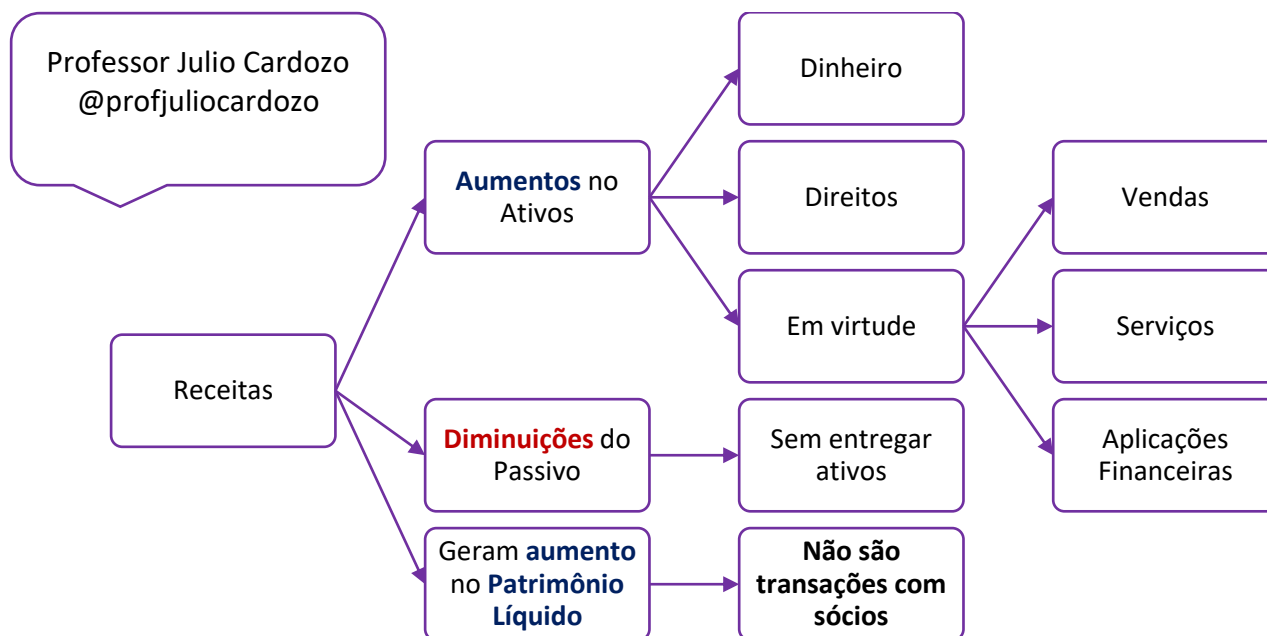 Professor Julio Cardozo
@profjuliocardozo
Receitas
Aumentos no
Ativos
Dinheiro
Direitos
Em virtude
Vendas
Serviços
Aplicações
Financeiras
Diminuições do
Passivo
Sem entregar
ativos
Geram aumento
no Patrimônio
Líquido
Não são
transações com
sócios